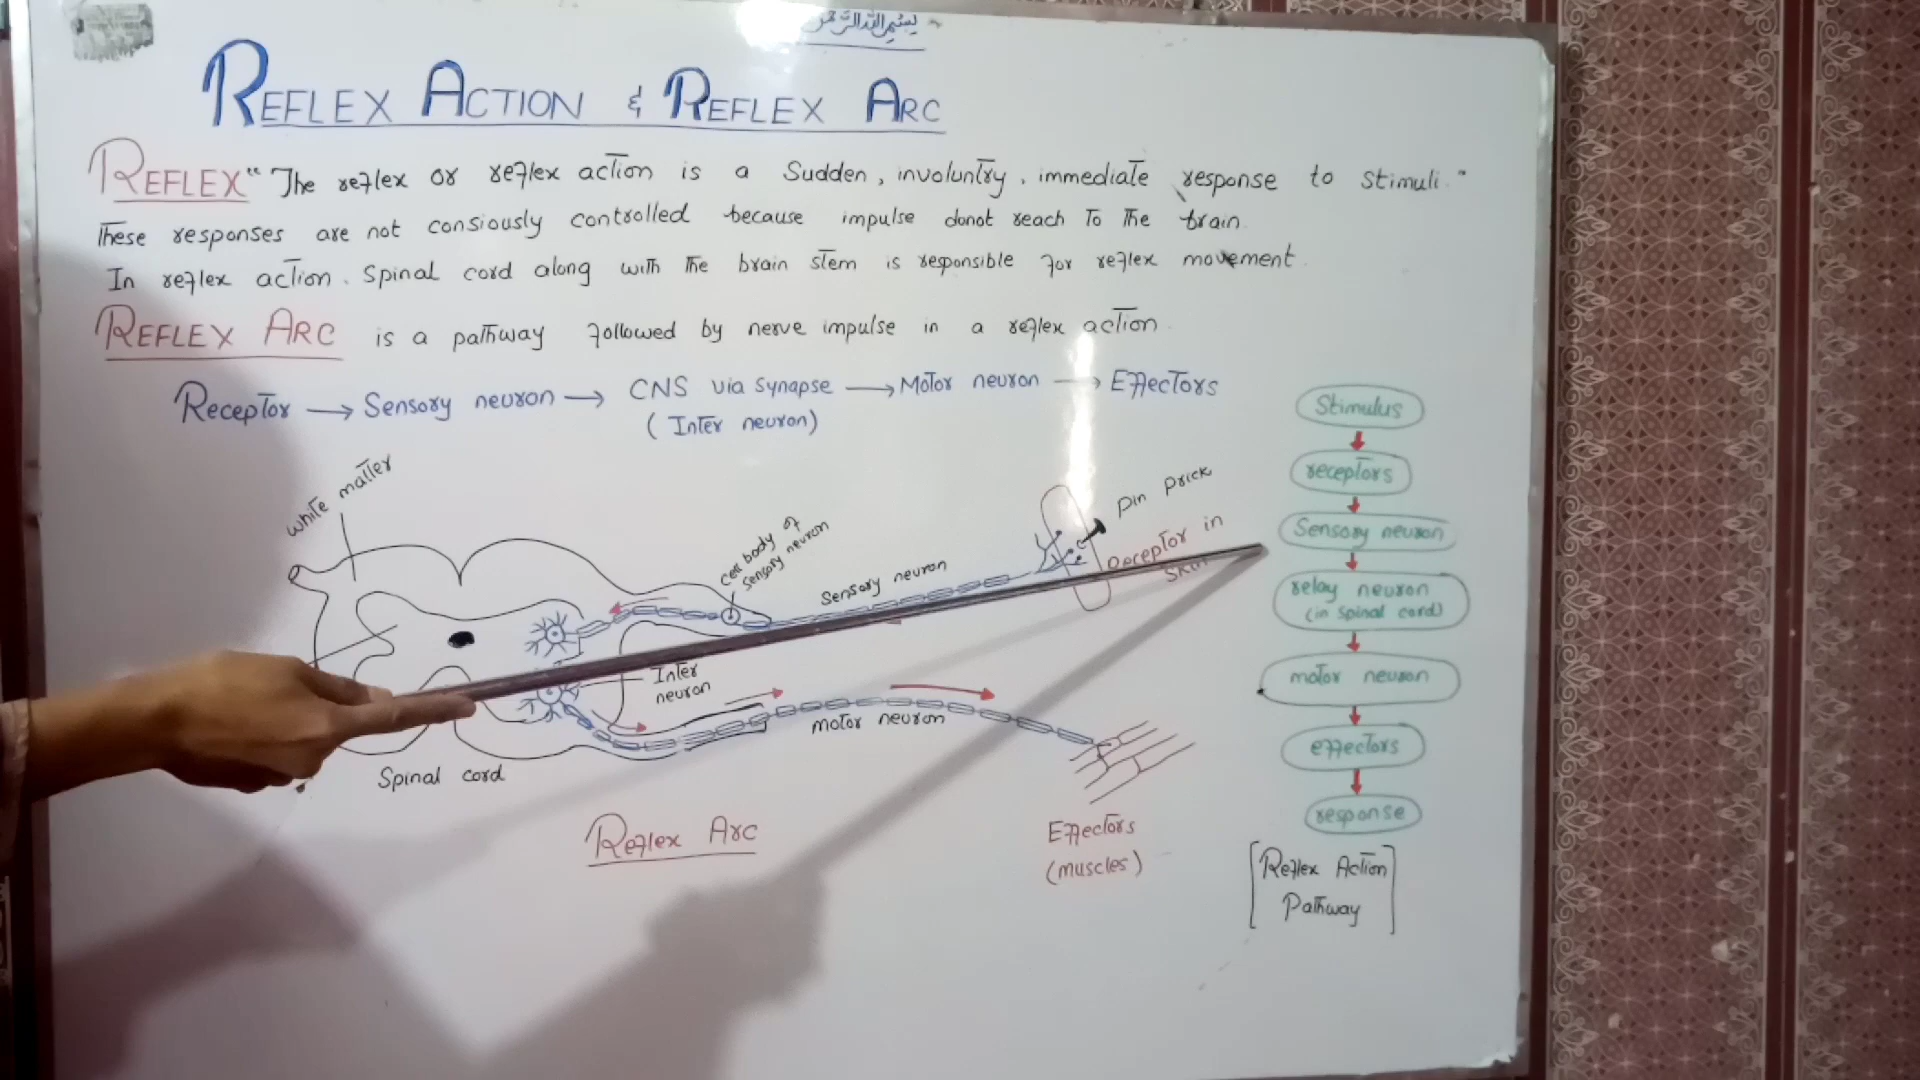 REFLEX ACTION & REFLEX ARC
REFLEX "The reflex or reflex action is a Sudden, involuntry, immediate response to stimuli."
These responses are not consiously controlled because impulse donot reach to the brain.
In reflex action. Spinal cord along with the brain stem is responsible for reflex movement.
REFLEX ARC is a pathway followed by nerve impulse in a reflex action.
Receptor → Sensory neuron → CNS via synapse → Motor neuron → Effectors
(Inter neuron)
white matter
cell body of
sensory neuron
Sensory neuron
Pin Prick
Receptor in
skin
Inter
neuron
motor neuron
Spinal cord
Reflex Arc
Effectors
(muscles)
Stimulus
receptors
Sensory neuron
relay neuron
(in spinal cord)
motor neuron
effectors
response
[Reflex Action
Pathway]